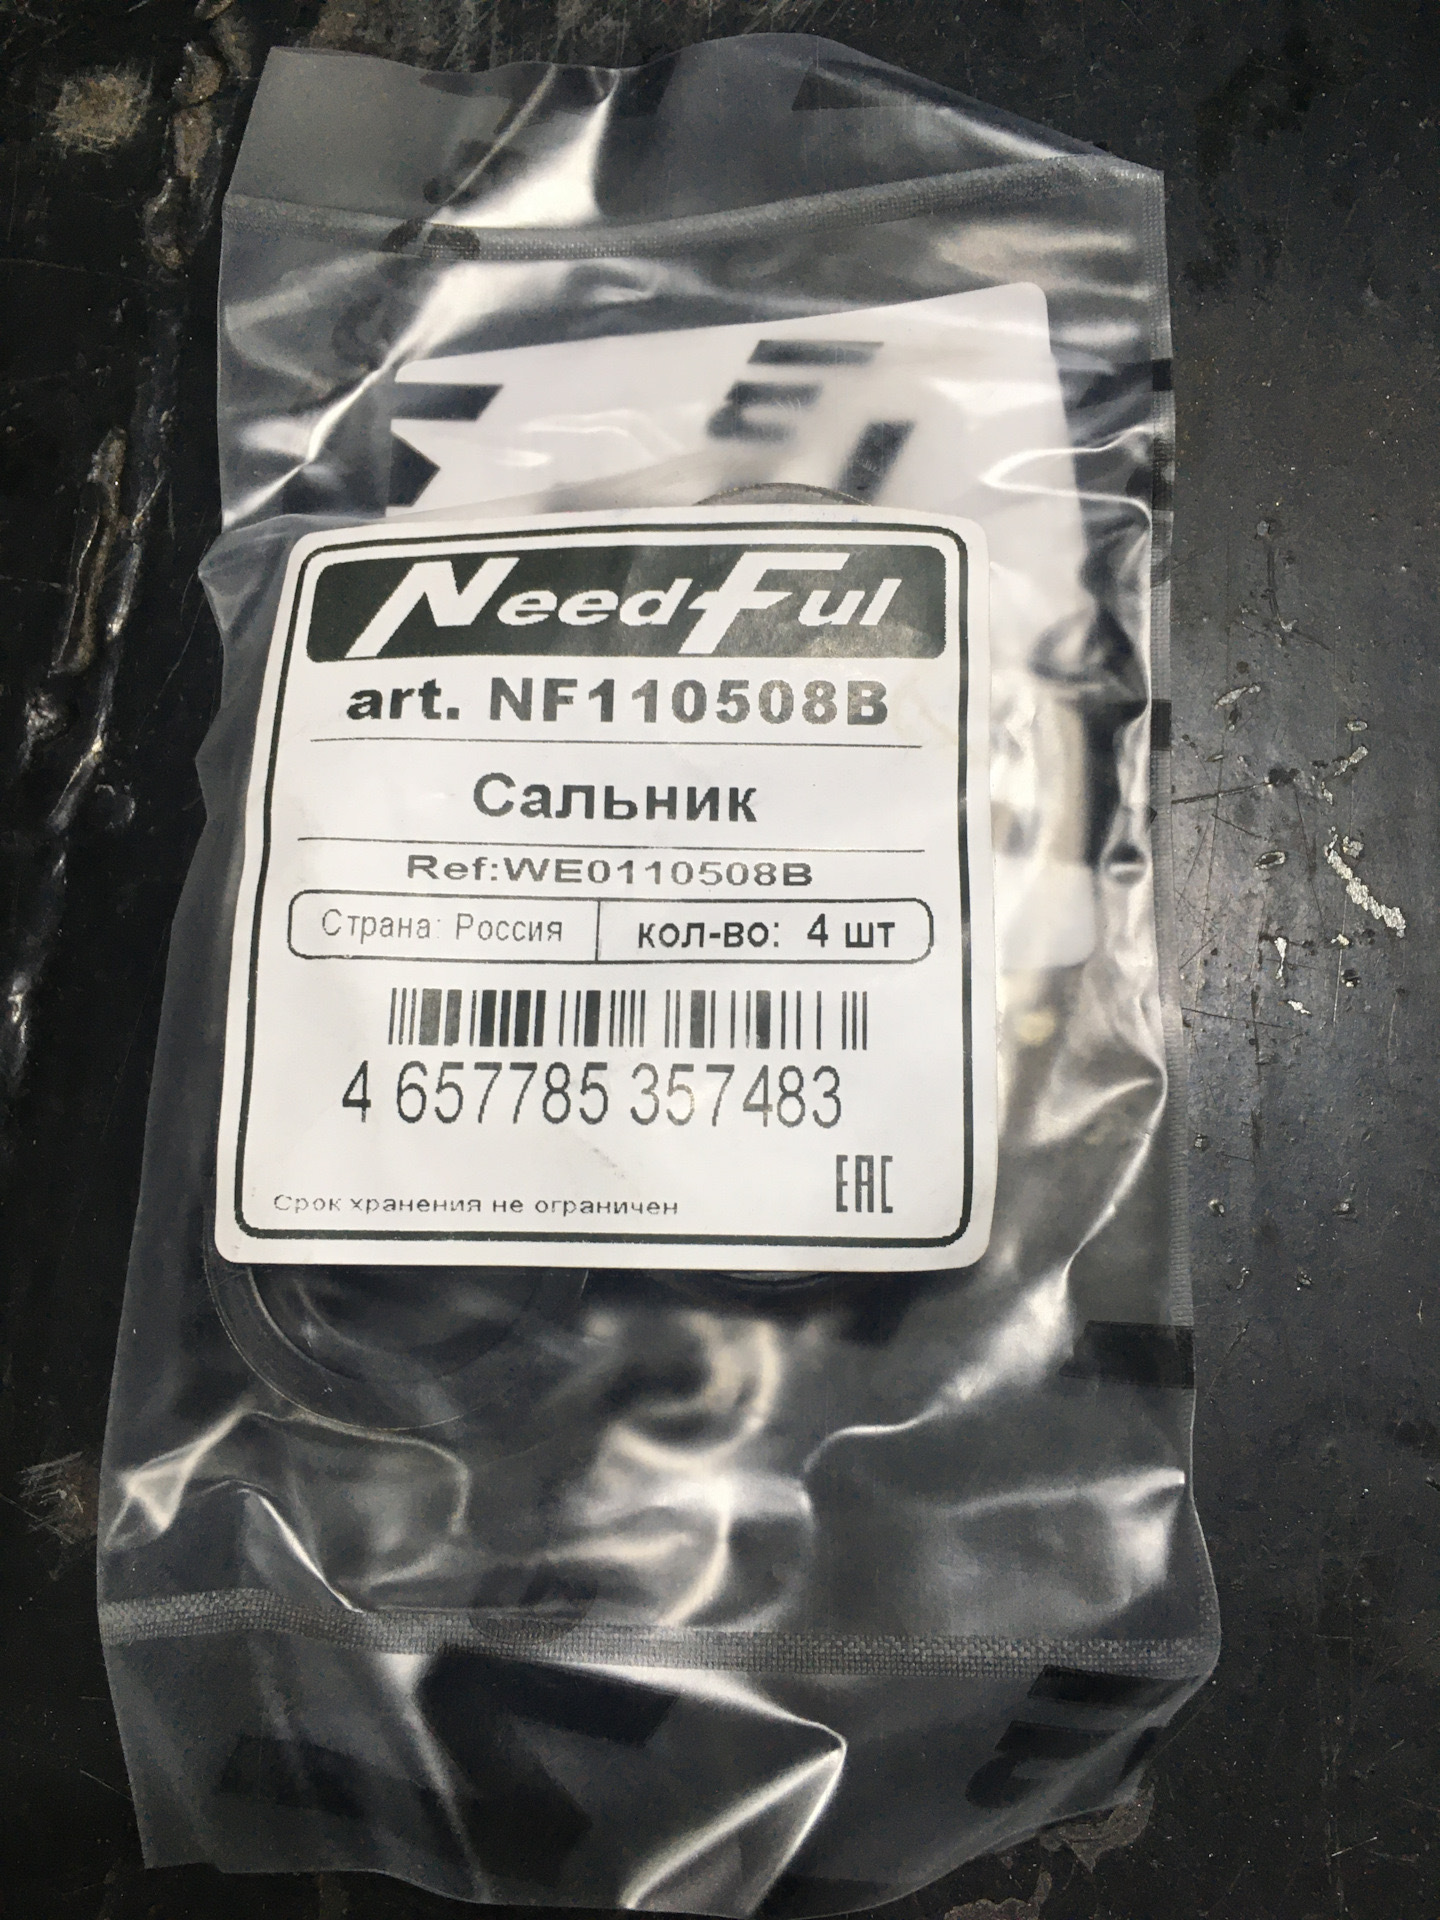 NeedFul
art. NF110508B
Сальник
Ref:WE0110508B
Страна: Россия кол-во: 4 шт
4 657785 357483
EAC
Срок хранения не ограничен